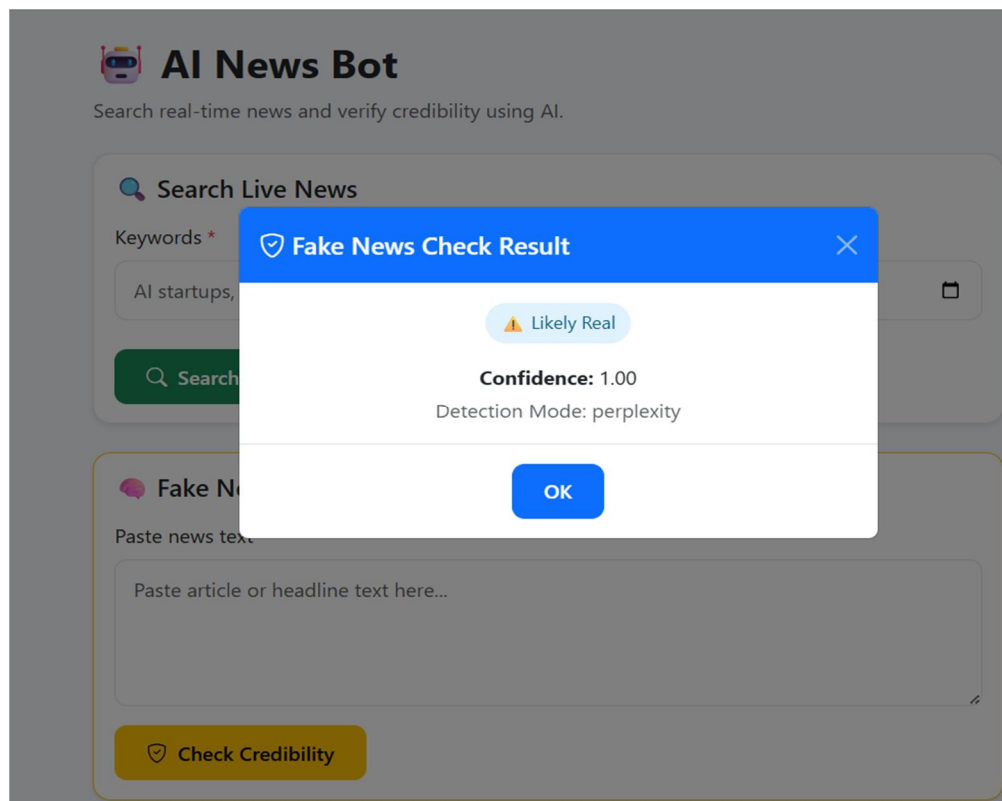 AI News Bot
Search real-time news and verify credibility using AI.
Search Live News
Keywords *
AI startups,
Search
Fake News Check Result
⚠ Likely Real
Confidence: 1.00
Detection Mode: perplexity
OK
Fake N
Paste news text
Paste article or headline text here...
Check Credibility